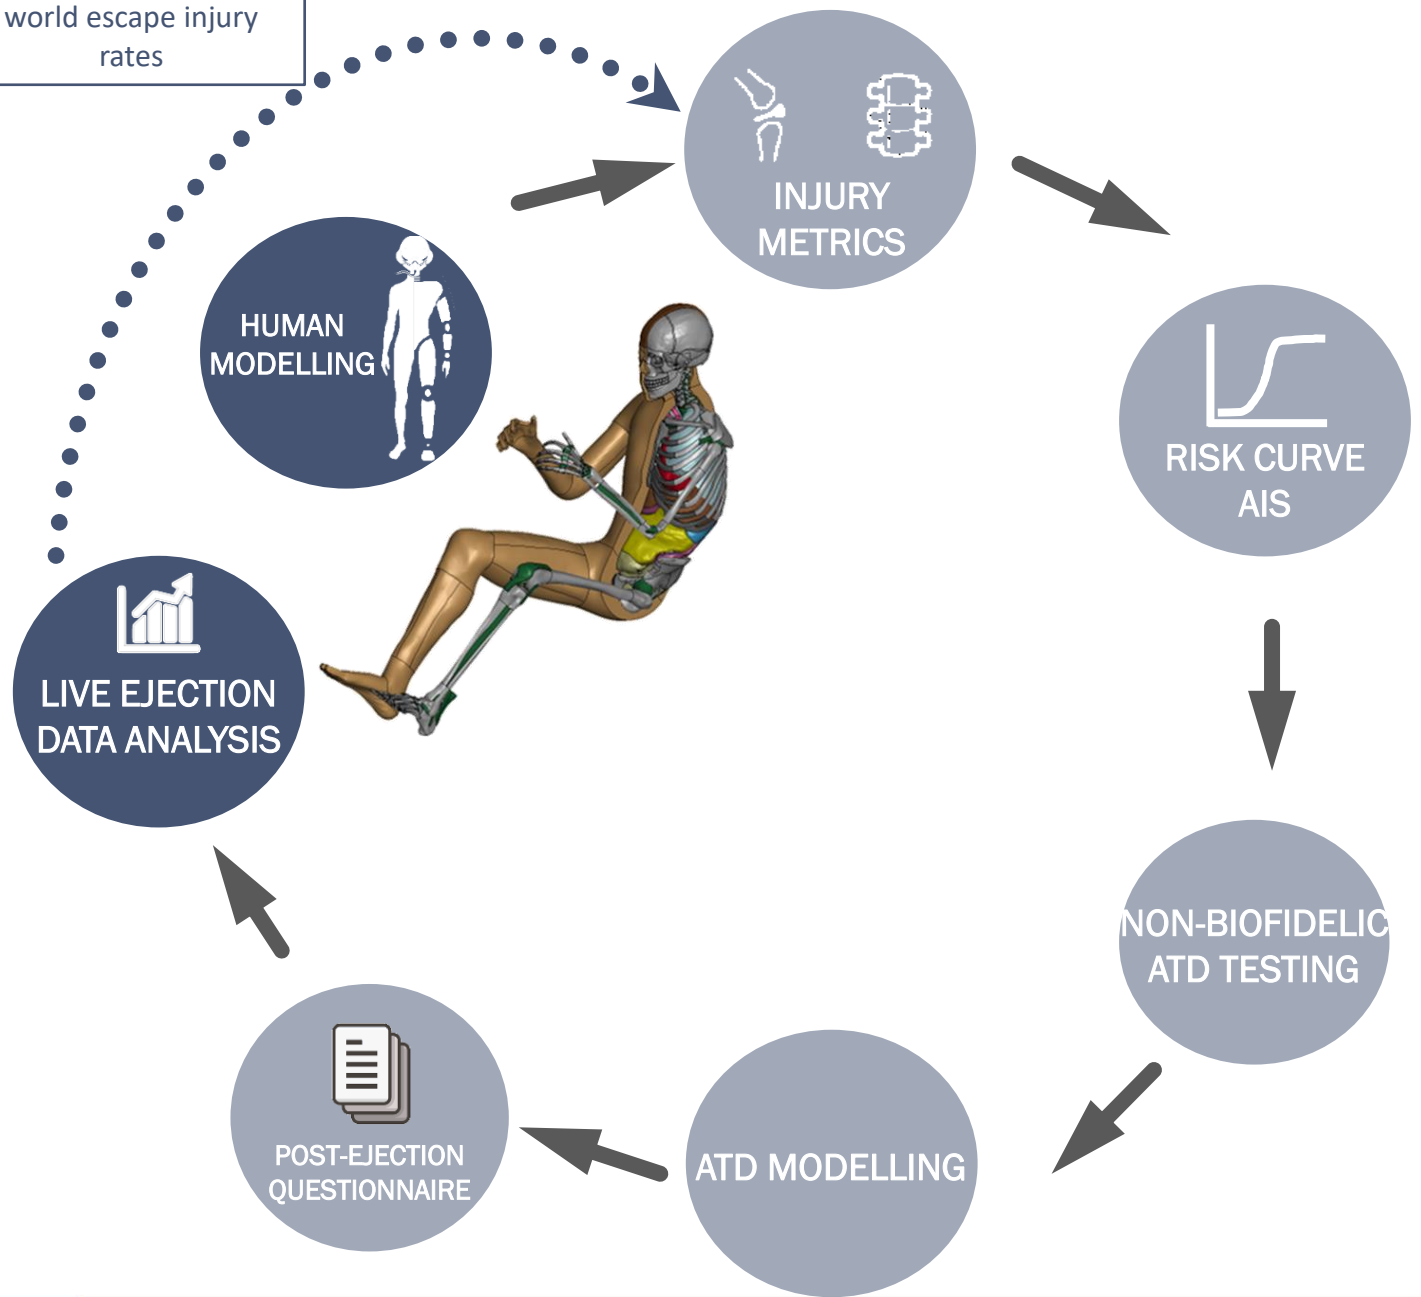 world escape injury
rates
INJURY
METRICS
HUMAN
MODELLING
RISK CURVE
AIS
LIVE EJECTION
DATA ANALYSIS
NON-BIOFIDELIC
ATD TESTING
POST-EJECTION
QUESTIONNAIRE
ATD MODELLING